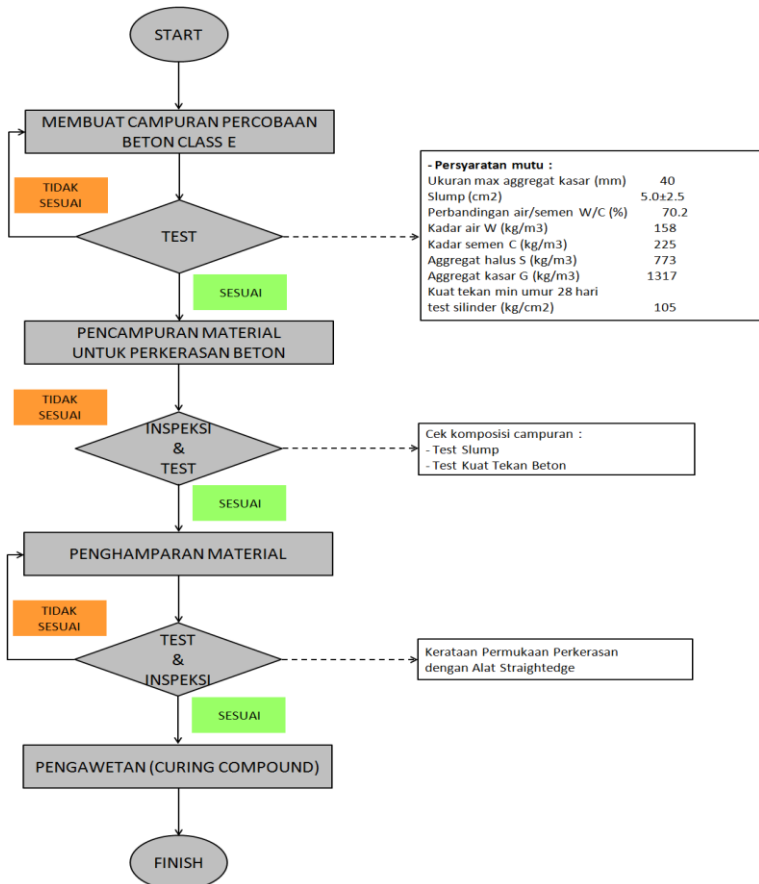 START
MEMBUAT CAMPURAN PERCOBAAN
BETON CLASS E
TIDAK
SESUAI
TEST
- Persyaratan mutu :
Ukuran max aggregat kasar (mm) 40
Slump (cm2) 5.0±2.5
Perbandingan air/semen W/C (%) 70.2
Kadar air W (kg/m3) 158
Kadar semen C (kg/m3) 225
Aggregat halus S (kg/m3) 773
Aggregat kasar G (kg/m3) 1317
Kuat tekan min umur 28 hari
test silinder (kg/cm2) 105
SESUAI
PENCAMPURAN MATERIAL
UNTUK PERKERASAN BETON
TIDAK
SESUAI
INSPEKSI
&
TEST
Cek komposisi campuran :
- Test Slump
- Test Kuat Tekan Beton
SESUAI
PENGHAMPARAN MATERIAL
TIDAK
SESUAI
TEST
&
INSPEKSI
Kerataan Permukaan Perkerasan
dengan Alat Straightedge
SESUAI
PENGAWETAN (CURING COMPOUND)
FINISH